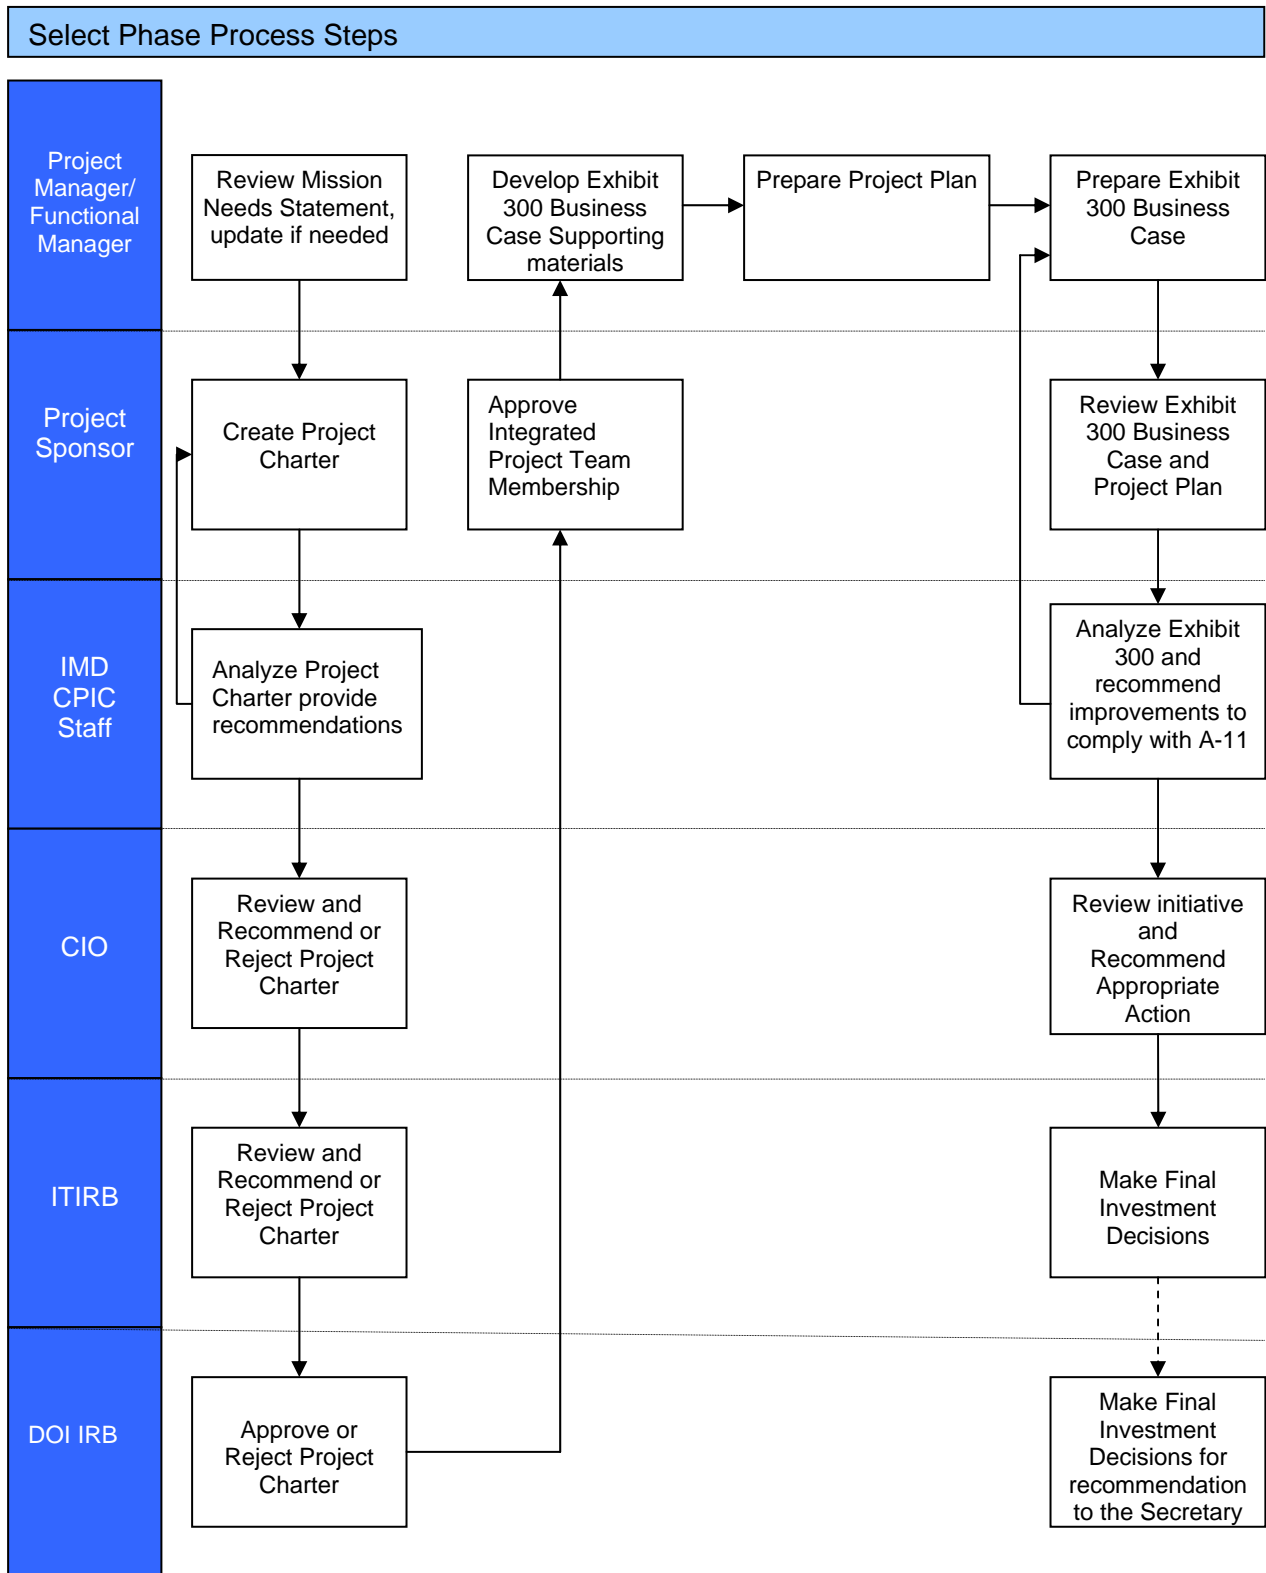 Select Phase Process Steps
Project
Manager/
Functional
Manager
Review Mission
Needs Statement,
update if needed
Develop Exhibit
300 Business
Case Supporting
materials
Prepare Project Plan
Prepare Exhibit
300 Business
Case
Project
Sponsor
Create Project
Charter
Approve
Integrated
Project Team
Membership
Review Exhibit
300 Business
Case and
Project Plan
IMD
CPIC
Staff
Analyze Project
Charter provide
recommendations
Analyze Exhibit
300 and
recommend
improvements to
comply with A-11
CIO
Review and
Recommend or
Reject Project
Charter
Review initiative
and
Recommend
Appropriate
Action
ITIRB
Review and
Recommend or
Reject Project
Charter
Make Final
Investment
Decisions
DOI IRB
Approve or
Reject Project
Charter
Make Final
Investment
Decisions for
recommendation
to the Secretary